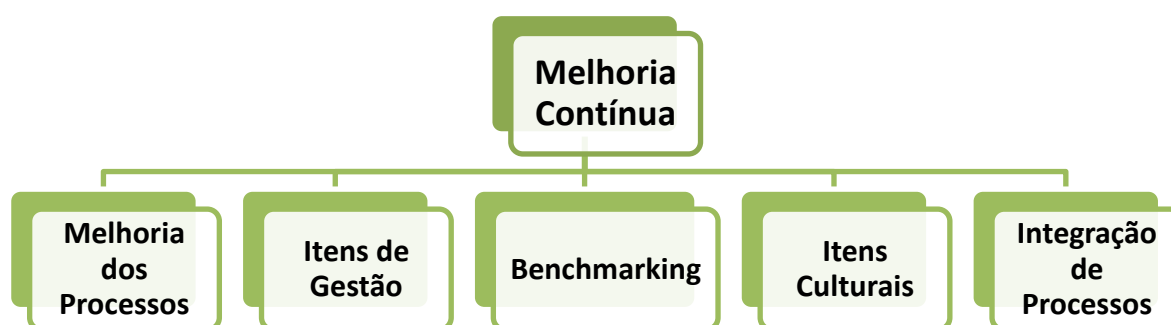 Melhoria
Contínua
Melhoria
dos
Processos
Itens de
Gestão
Benchmarking
Itens
Culturais
Integração
de
Processos